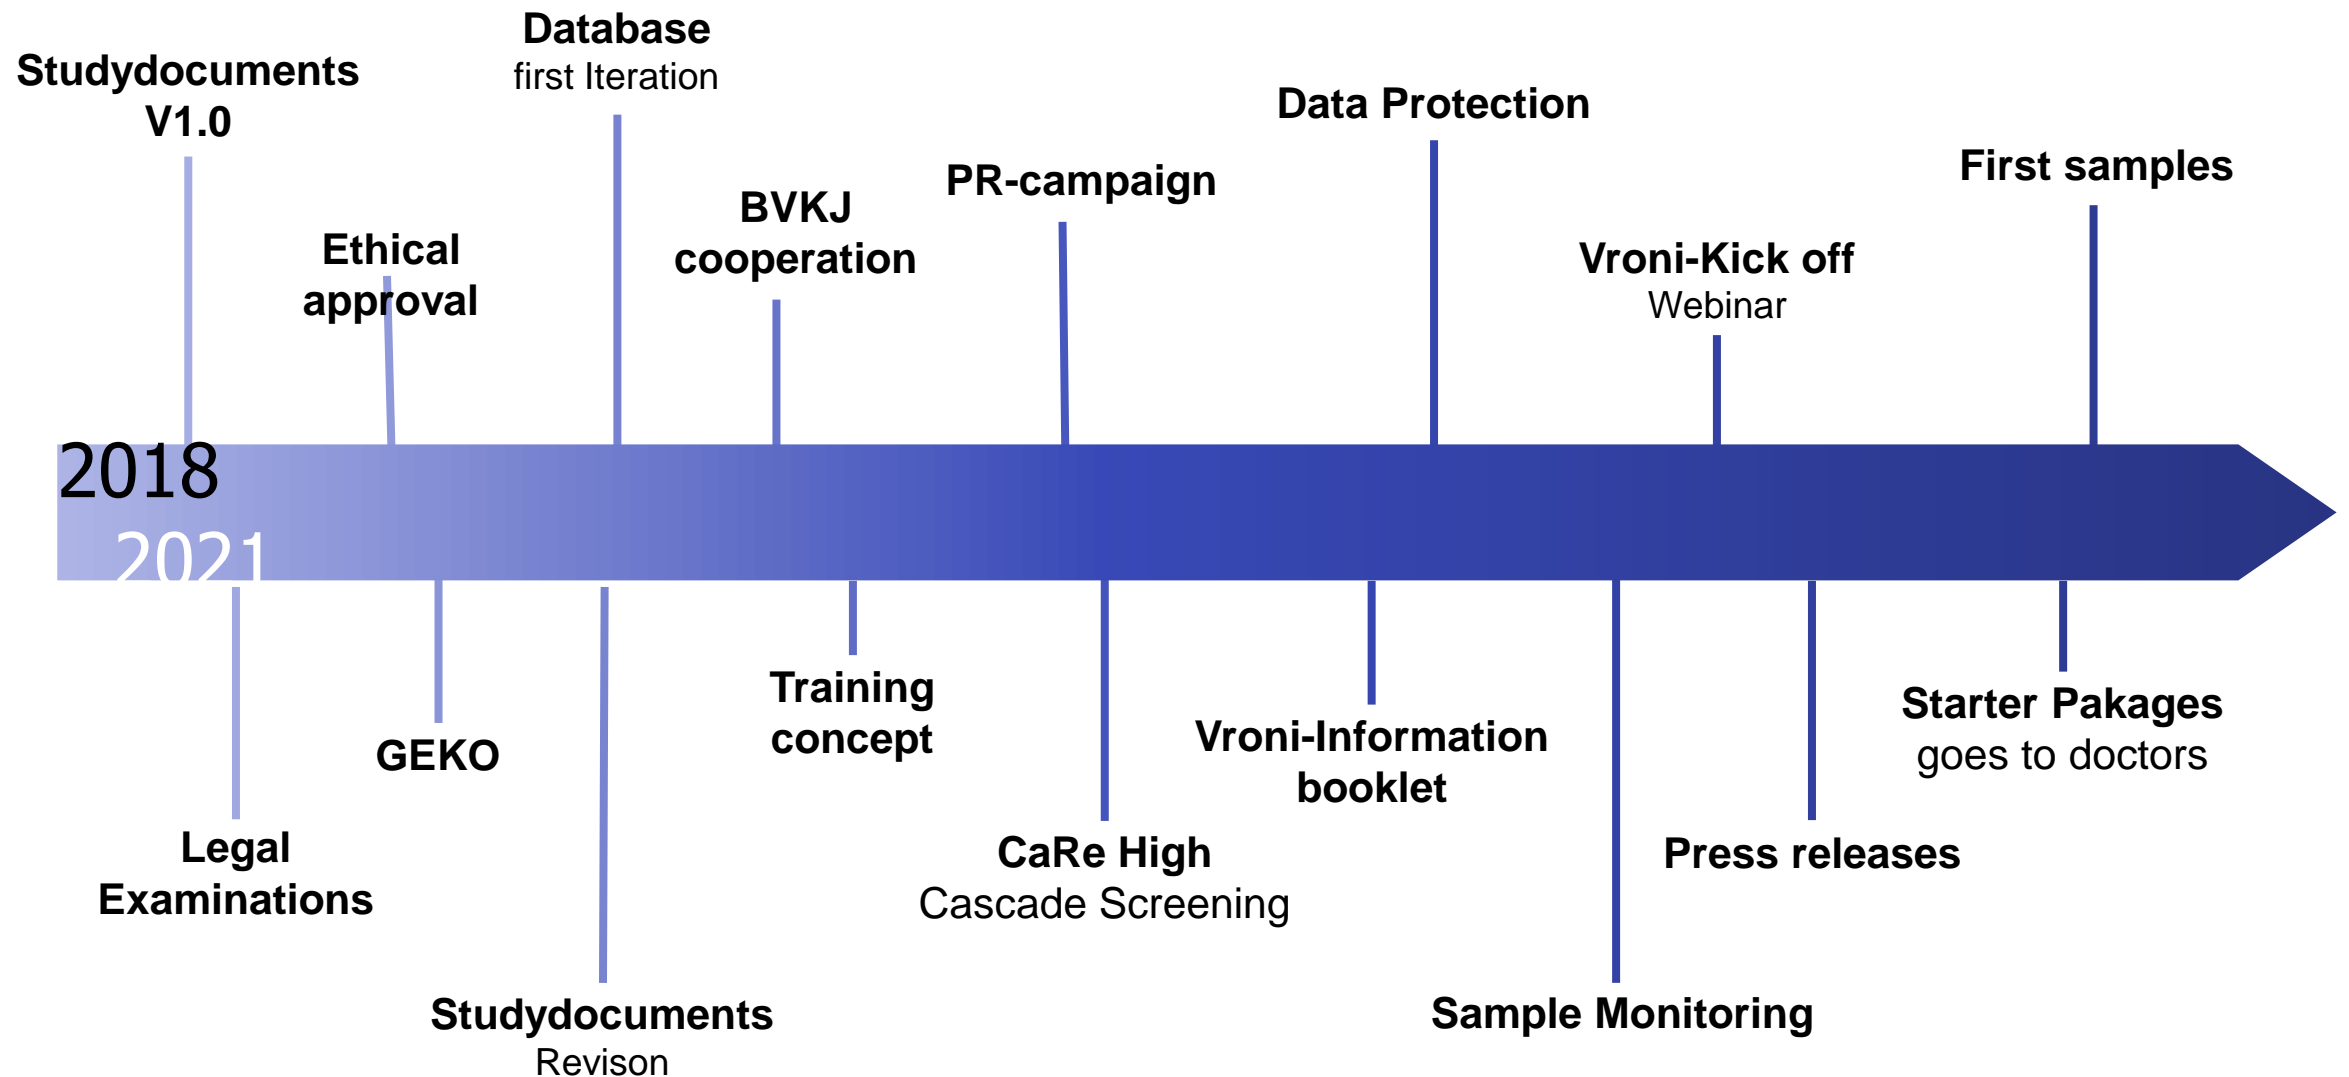 Studydocuments
V1.0
Ethical
approval
Database
first Iteration
BVKJ
cooperation
PR-campaign
Data Protection
Vroni-Kick off
Webinar
First samples
2018
2021
Legal
Examinations
GEKO
Studydocuments
Revison
Training
concept
CaRe High
Cascade Screening
Vroni-Information
booklet
Sample Monitoring
Press releases
Starter Pakages
goes to doctors